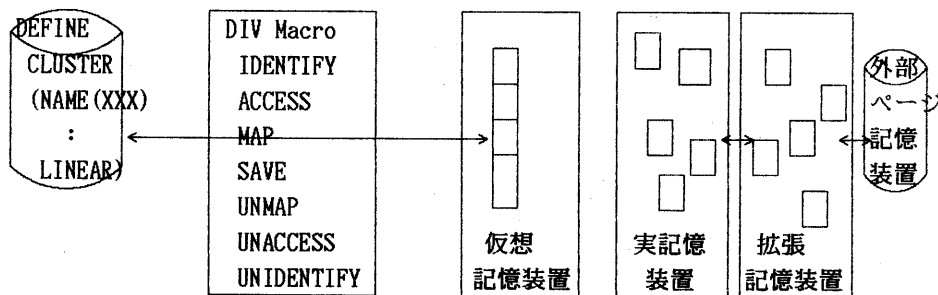 DEFINE
CLUSTER
(NAME(XXX)
:
LINEAR)
DIV Macro
IDENTIFY
ACCESS
MAP
SAVE
UNMAP
UNACCESS
UNIDENTIFY
仮想
記憶装置
実記憶
装置
拡張
記憶装置
外部
ページ
記憶
装置